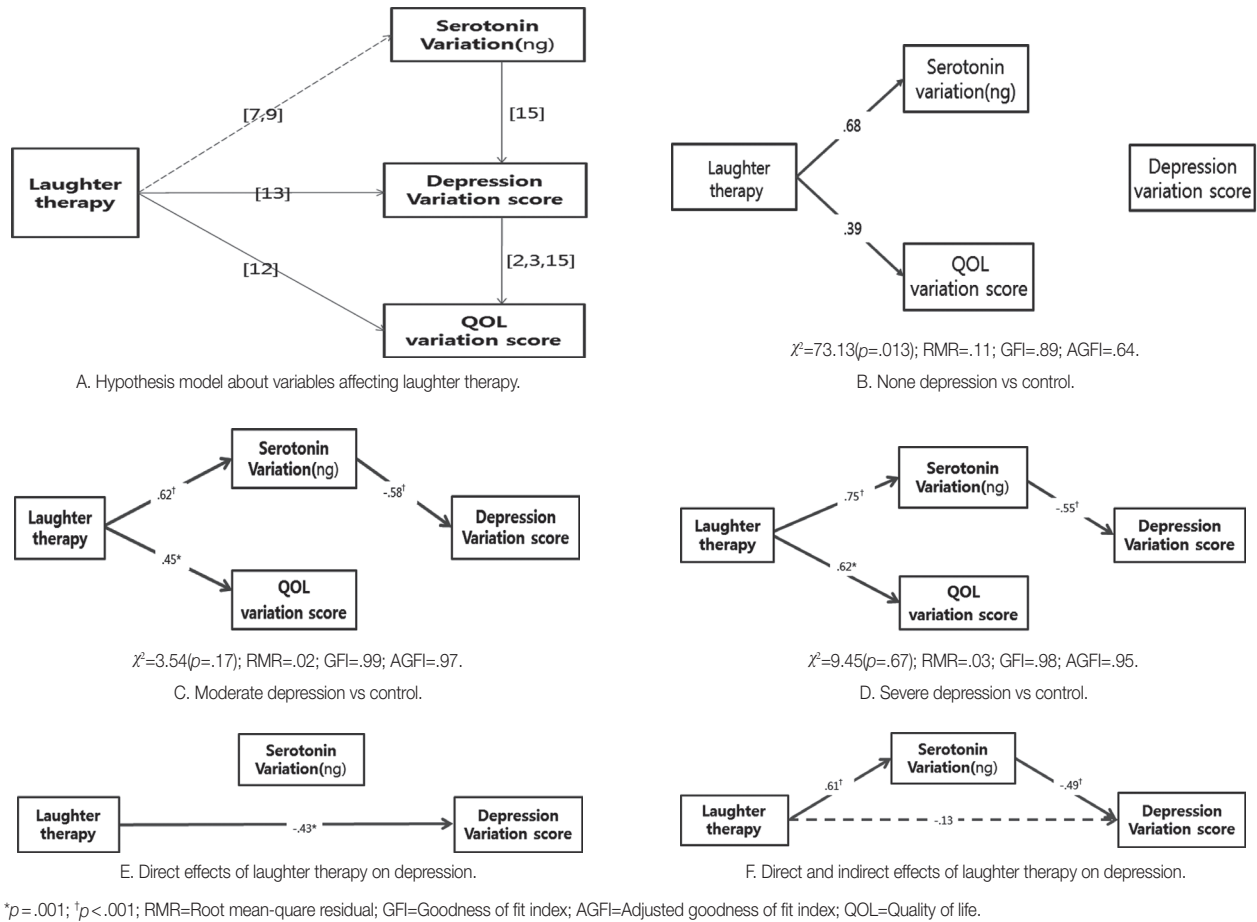 Serotonin
Variation(ng)
[7,9]
[15]
Laughter
therapy
[13]
Depression
Variation score
[12]
[2,3,15]
QOL
variation score
A. Hypothesis model about variables affecting laughter therapy.
Serotonin
variation(ng)
.68
Laughter
therapy
Depression
variation score
.39
QOL
variation score
χ²=73.13(p=.013); RMR=.11; GFI=.89; AGFI=.64.
B. None depression vs control.
Serotonin
Variation(ng)
.62†
-.58†
Laughter
therapy
Depression
Variation score
.45*
QOL
variation score
χ²=3.54(p=.17); RMR=.02; GFI=.99; AGFI=.97.
C. Moderate depression vs control.
Serotonin
Variation(ng)
.75†
-.55†
Laughter
therapy
Depression
Variation score
.62*
QOL
variation score
χ²=9.45(p=.67); RMR=.03; GFI=.98; AGFI=.95.
D. Severe depression vs control.
Serotonin
Variation(ng)
Laughter
therapy
-.43*
Depression
Variation score
E. Direct effects of laughter therapy on depression.
Serotonin
Variation(ng)
.61†
-.49†
Laughter
therapy
-.13
Depression
Variation score
F. Direct and indirect effects of laughter therapy on depression.
*p=.001; †p<.001; RMR=Root mean-quare residual; GFI=Goodness of fit index; AGFI=Adjusted goodness of fit index; QOL=Quality of life.